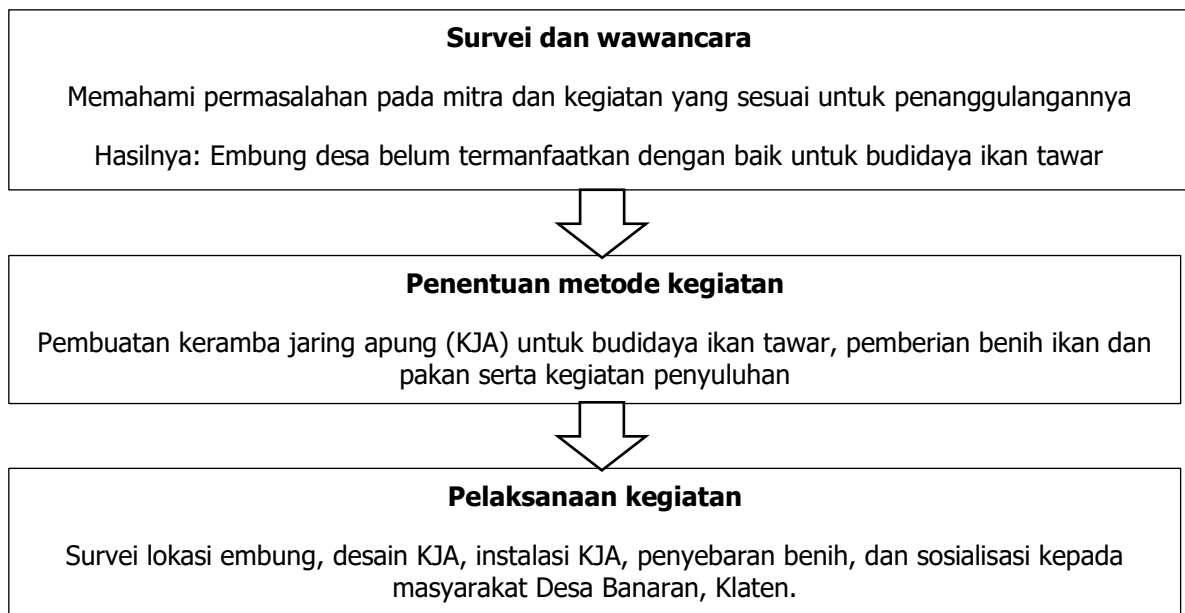 Survei dan wawancara
Memahami permasalahan pada mitra dan kegiatan yang sesuai untuk penanggulangannya
Hasilnya: Embung desa belum termanfaatkan dengan baik untuk budidaya ikan tawar
Penentuan metode kegiatan
Pembuatan keramba jaring apung (KJA) untuk budidaya ikan tawar, pemberian benih ikan dan
pakan serta kegiatan penyuluhan
Pelaksanaan kegiatan
Survei lokasi embung, desain KJA, instalasi KJA, penyebaran benih, dan sosialisasi kepada
masyarakat Desa Banaran, Klaten.